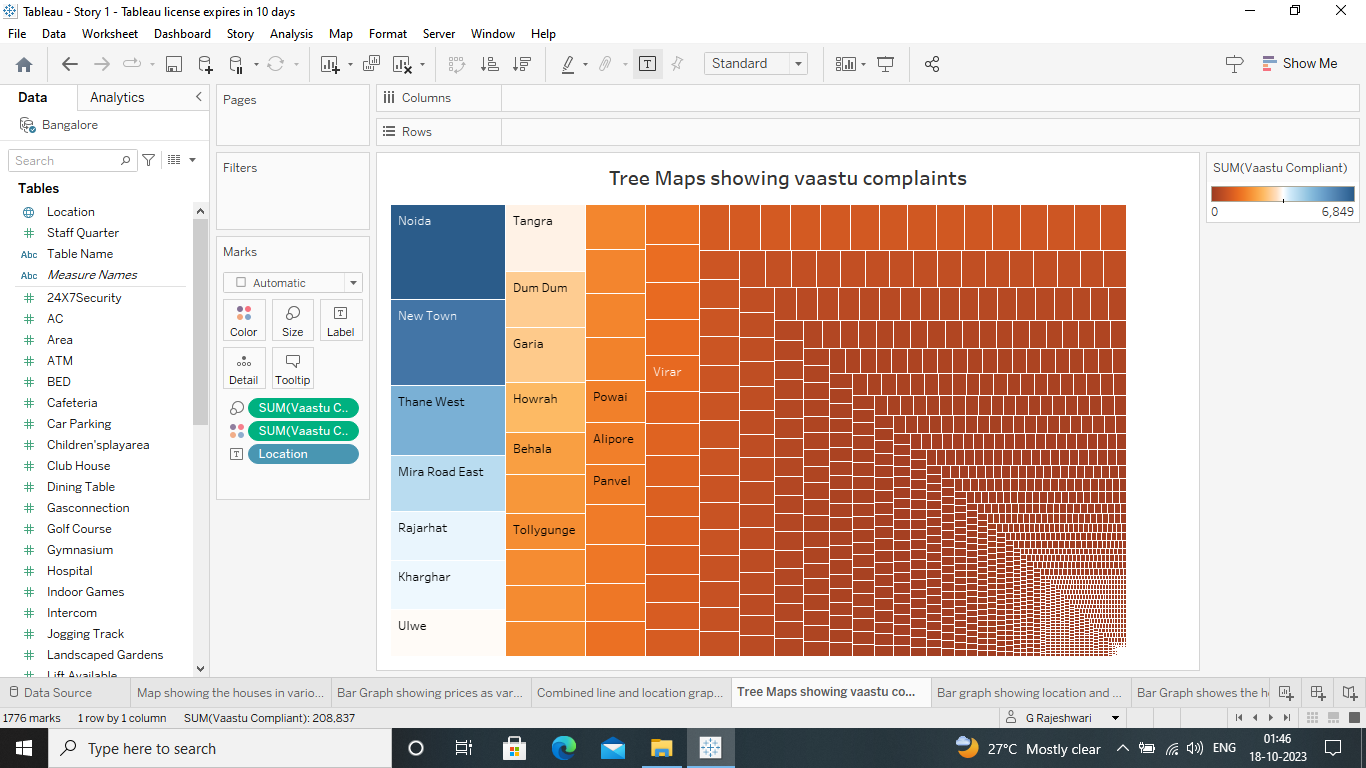 Tableau - Story 1 - Tableau license expires in 10 days
File Data Worksheet Dashboard Story Analysis Map Format Server Window Help
Standard
Show Me
Data Analytics
Bangalore
Search
Tables
Location
Staff Quarter
Table Name
Measure Names
24X7Security
AC
Area
ATM
BED
Cafeteria
Car Parking
Children'splayarea
Club House
Dining Table
Gasconnection
Golf Course
Gymnasium
Hospital
Indoor Games
Intercom
Jogging Track
Landscaped Gardens
Lift Available
Pages
Filters
Marks
Automatic
Color Size Label
Detail Tooltip
SUM(Vaastu C..
SUM(Vaastu C..
Location
Columns
Rows
Tree Maps showing vaastu complaints
Noida
New Town
Thane West
Mira Road East
Rajarhat
Kharghar
Ulwe
Tangra
Dum Dum
Garia
Howrah
Behala
Tollygunge
Powai
Alipore
Panvel
Virar
SUM(Vaastu Compliant)
0 6,849
Data Source Map showing the houses in vario... Bar Graph showing prices as var... Combined line and location grap... Tree Maps showing vaastu co... Bar graph showing location and ... Bar Graph showes the h
1776 marks 1 row by 1 column SUM(Vaastu Compliant): 208,837 G Rajeshwari
Type here to search
27°C Mostly clear ENG
01:46
18-10-2023